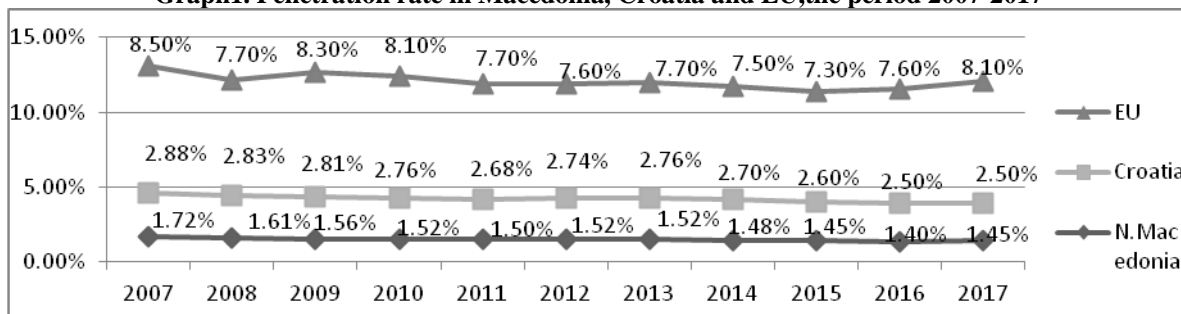 Graph1. Penetration rate in Macedonia, Croatia and EU,the period 2007-2017
15.00%
8.50% 7.70% 8.30% 8.10% 7.70% 7.60% 7.70% 7.50% 7.30% 7.60% 8.10%
10.00%
EU
2.88% 2.83% 2.81% 2.76% 2.68% 2.74% 2.76% 2.70% 2.60% 2.50% 2.50%
Croatia
5.00%
1.72% 1.61% 1.56% 1.52% 1.50% 1.52% 1.52% 1.48% 1.45% 1.40% 1.45%
N.Mac
edonia
0.00%
2007 2008 2009 2010 2011 2012 2013 2014 2015 2016 2017